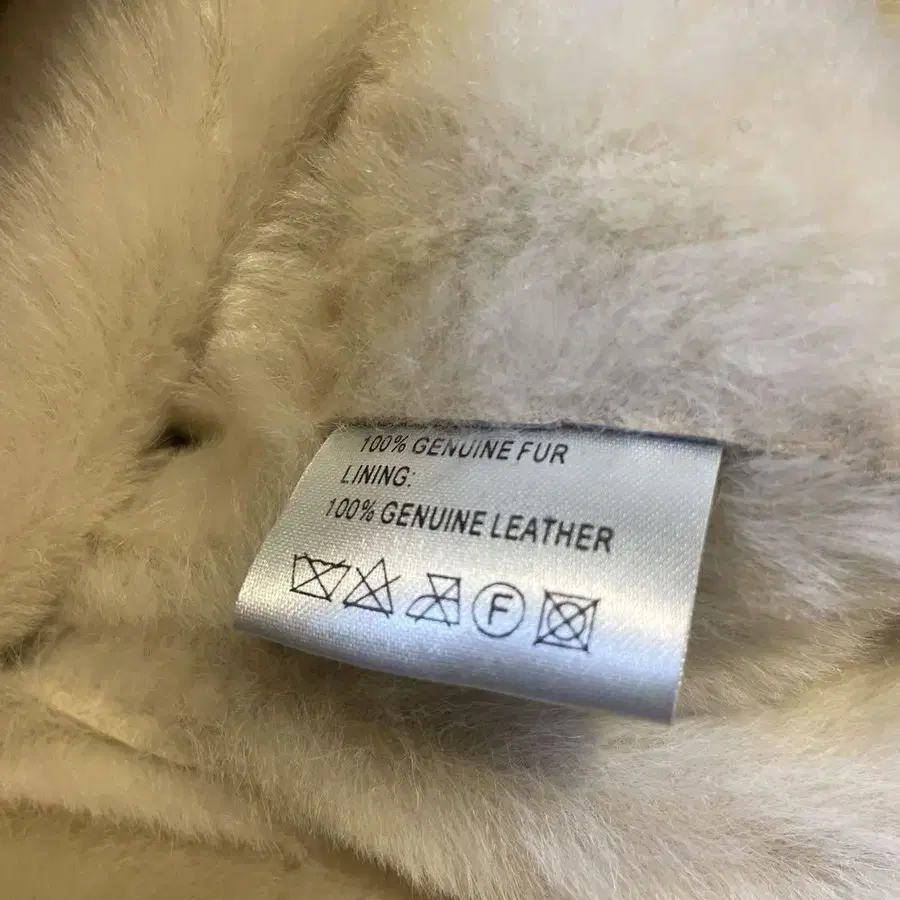 100% GENUINE FUR
LINING:
100% GENUINE LEATHER
F